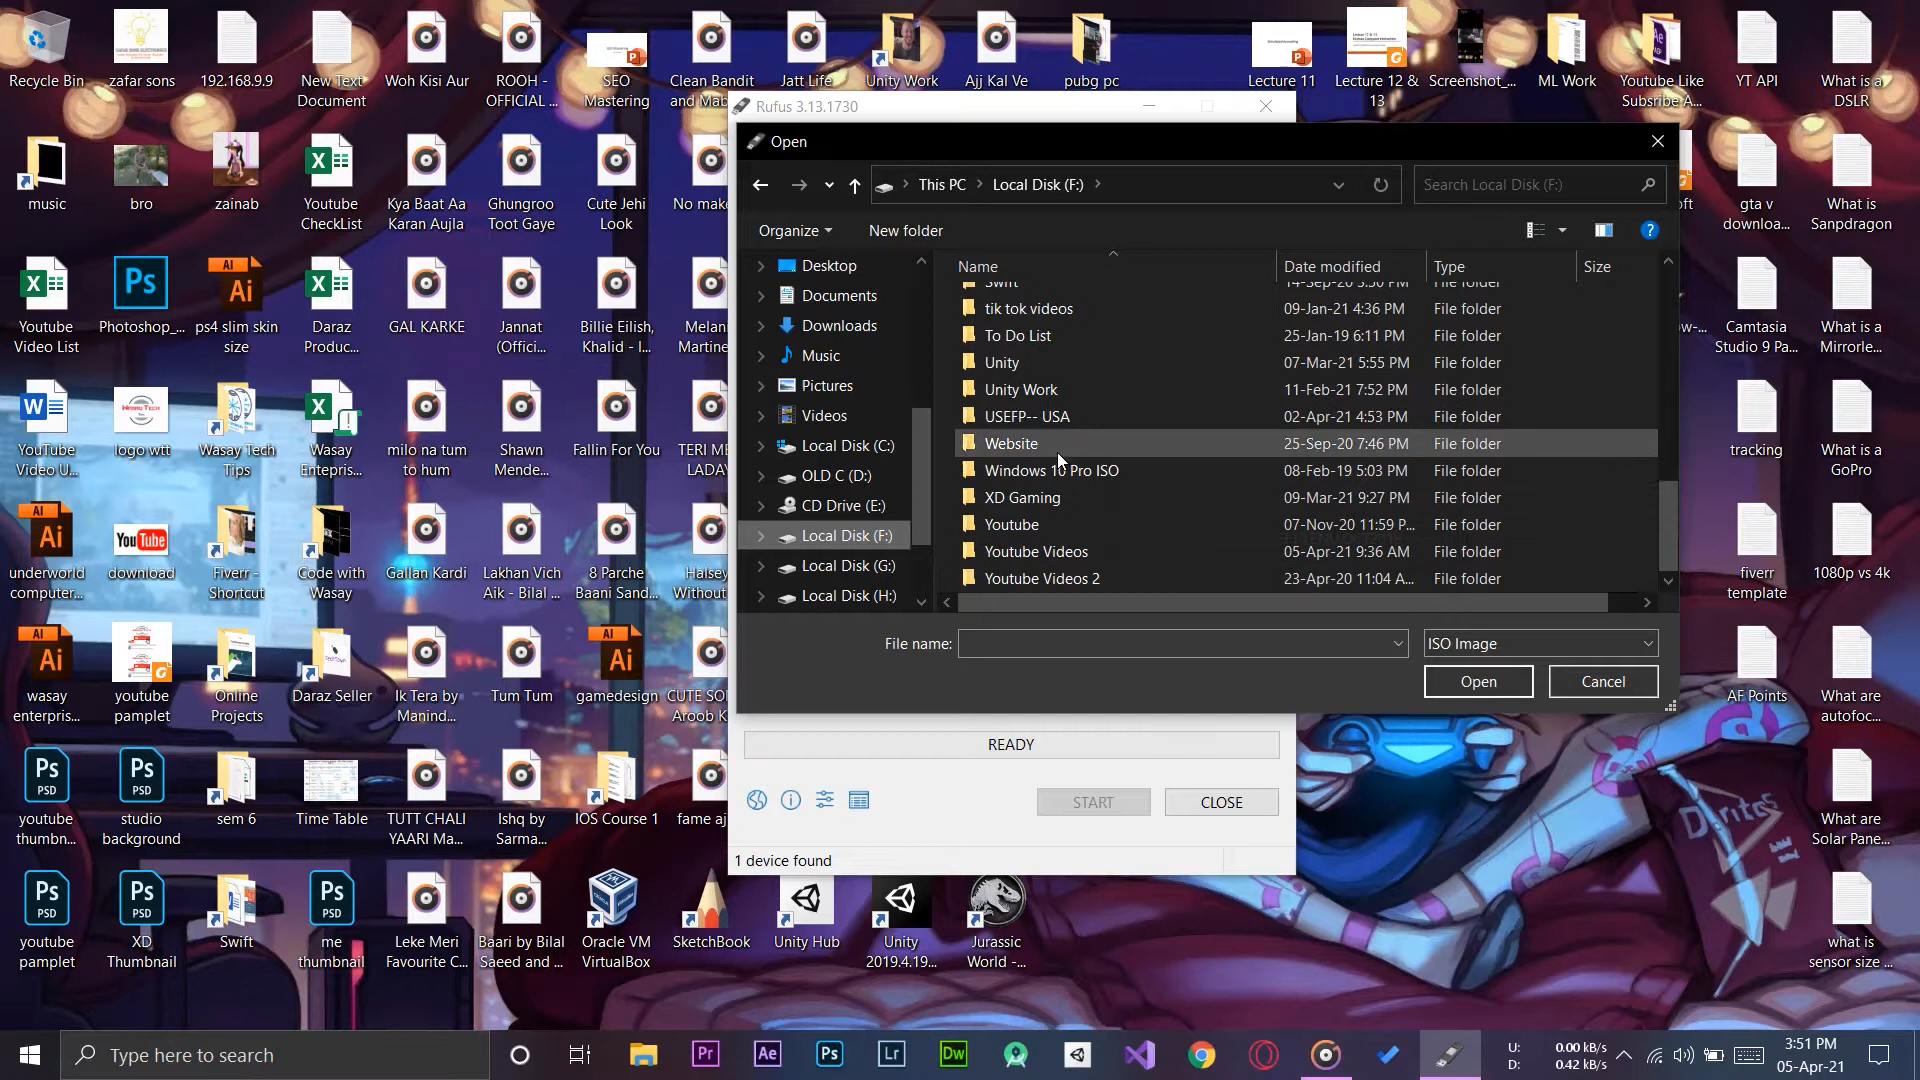 Recycle Bin
zafar sons
192.168.9.9
New Text
Document
Woh Kisi Aur
ROOH -
OFFICIAL ...
SEO
Mastering
Clean Bandit
and Mab
Jatt Life
Unity Work
Ajj Kal Ve
pubg pc
Lecture 11
Lecture 12 &
13
Screenshot_...
ML Work
Youtube Like
Subsribe A...
YT API
What is a
DSLR
music
bro
zainab
Youtube
CheckList
Kya Baat Aa
Karan Aujla
Ghungroo
Toot Gaye
Cute Jehi
Look
No make
oft
gta v
downloa...
What is
Sanpdragon
Youtube
Video List
Photoshop_...
ps4 slim skin
size
Daraz
Produc...
GAL KARKE
Jannat
(Offici...
Billie Eilish,
Khalid - l...
Melan
Martine
ow-...
Camtasia
Studio 9 Pa...
What is a
Mirrorle...
YouTube
Video U...
logo wtt
Wasay Tech
Tips
Wasay
Entepris...
milo na tum
to hum
Shawn
Mende...
Fallin For You
TERI ME
LADAY
tracking
What is a
GoPro
underworld
computer...
download
Fiverr -
Shortcut
Code with
Wasay
Gallan Kardi
Lakhan Vich
Aik - Bilal ...
8 Parche
Baani Sand...
Halsey
Without
fiverr
template
1080p vs 4k
wasay
enterpris...
youtube
pamplet
Online
Projects
Daraz Seller
Ik Tera by
Manind...
Tum Tum
gamedesign
CUTE SO
Aroob K
AF Points
What are
autofoc...
youtube
thumbn...
studio
background
sem 6
Time Table
TUTT CHALI
YAARI Ma...
Ishq by
Sarma...
IOS Course 1
fame aj
What are
Solar Pane...
youtube
pamplet
XD
Thumbnail
Swift
me
thumbnail
Leke Meri
Favourite C...
Baari by Bilal
Saeed and ...
Oracle VM
VirtualBox
SketchBook
Unity Hub
Unity
2019.4.19...
Jurassic
World -...
what is
sensor size ...
Rufus 3.13.1730
Open
This PC
Local Disk (F:)
Search Local Disk (F:)
Organize
New folder
Name
Date modified
Type
Size
Desktop
Documents
Downloads
Music
Pictures
Videos
Local Disk (C:)
OLD C (D:)
CD Drive (E:)
Local Disk (F:)
Local Disk (G:)
Local Disk (H:)
Swift 14-Sep-20 3:50 PM File folder
tik tok videos 09-Jan-21 4:36 PM File folder
To Do List 25-Jan-19 6:11 PM File folder
Unity 07-Mar-21 5:55 PM File folder
Unity Work 11-Feb-21 7:52 PM File folder
USEFP-- USA 02-Apr-21 4:53 PM File folder
Website 25-Sep-20 7:46 PM File folder
Windows 10 Pro ISO 08-Feb-19 5:03 PM File folder
XD Gaming 09-Mar-21 9:27 PM File folder
Youtube 07-Nov-20 11:59 P... File folder
Youtube Videos 05-Apr-21 9:36 AM File folder
Youtube Videos 2 23-Apr-20 11:04 A... File folder
File name:
ISO Image
Open
Cancel
READY
START
CLOSE
1 device found
Doritos
Type here to search
U: 0.00 kB/s
D: 0.42 kB/s
3:51 PM
05-Apr-21